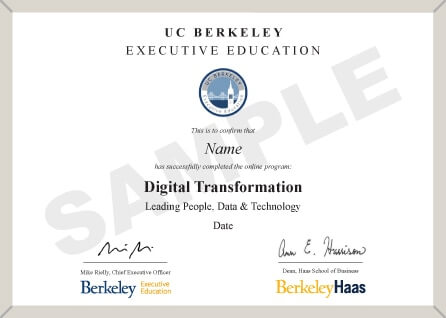 UC BERKELEY
EXECUTIVE EDUCATION
UC BERKELEY
EXECUTIVE EDUCATION
This is to confirm that
Name
has successfully completed the online program:
Digital Transformation
Leading People, Data & Technology
Date
SAMPLE
Ann E. Harrison
Mike Rielly, Chief Executive Officer
Dean, Haas School of Business
Berkeley Executive Education
BerkeleyHaas